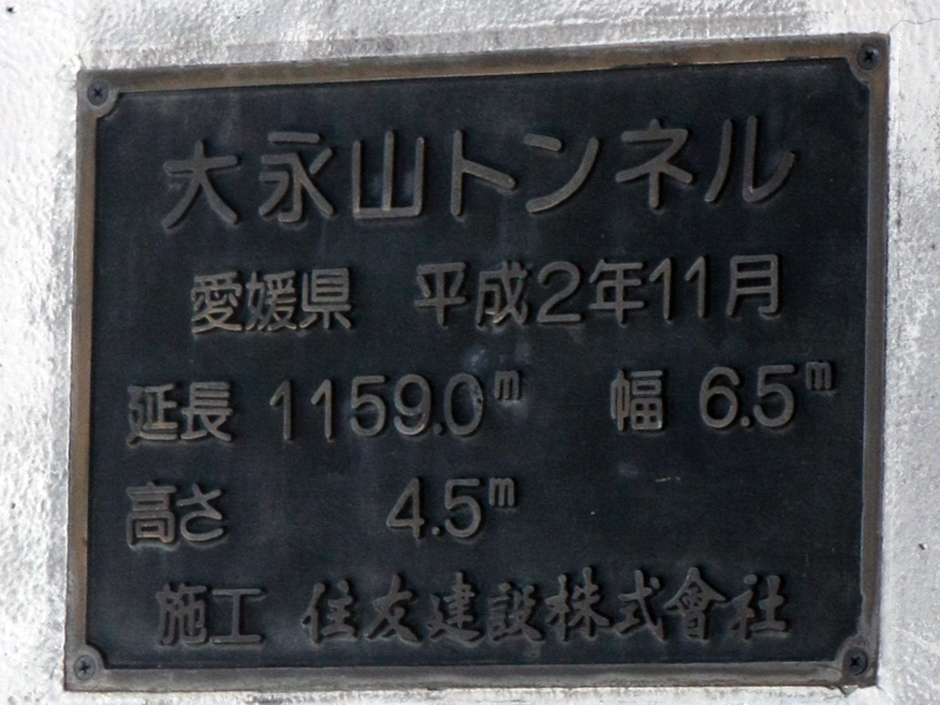 大永山トンネル
愛媛県 平成2年11月
延長 1159.0m 幅 6.5m
高さ 4.5m
施工 住友建設株式會社